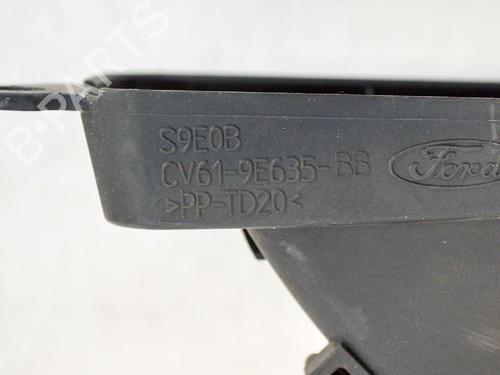 B-PARTS
S9E0B
CV61-9E635-BB
Ford
>PP-TD20<